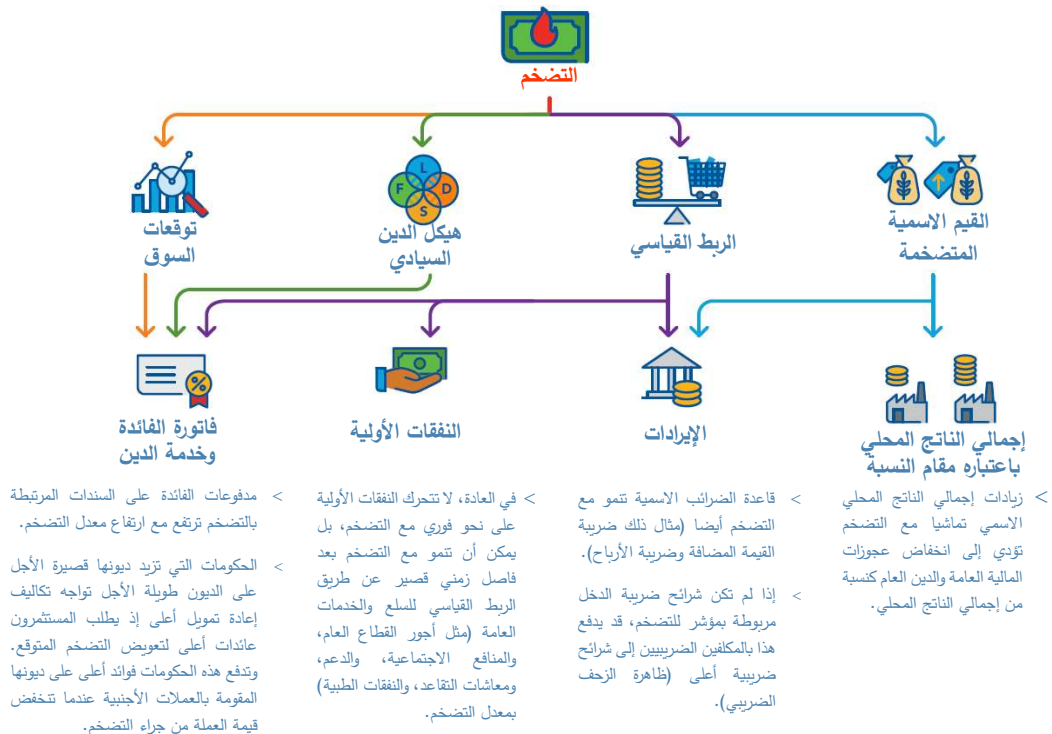 التضخم
القيم الاسمية
المتضخمة
الربط القياسي
L
F
D
S
هيكل الدين
السيادي
توقعات
السوق
إجمالي الناتج المحلي
باعتباره مقام النسبة
> زيادات إجمالي الناتج المحلي
الاسمي تماشيا مع التضخم
تؤدي إلى انخفاض عجوزات
المالية العامة والدين العام كنسبة
من إجمالي الناتج المحلي.
الإيرادات
> قاعدة الضرائب الاسمية تنمو مع
التضخم أيضا (مثال ذلك ضريبة
القيمة المضافة وضريبة الأرباح).
> إذا لم تكن شرائح ضريبة الدخل
مربوطة بمؤشر للتضخم، قد يدفع
هذا بالمكلفين الضريبيين إلى شرائح
ضريبية أعلى (ظاهرة الزحف
الضريبي).
النفقات الأولية
> في العادة، لا تتحرك النفقات الأولية
على نحو فوري مع التضخم، بل
يمكن أن تنمو مع التضخم بعد
فاصل زمني قصير عن طريق
الربط القياسي للسلع والخدمات
العامة (مثل أجور القطاع العام،
والمنافع الاجتماعية، والدعم،
ومعاشات التقاعد، والنفقات الطبية)
بمعدل التضخم.
%
فاتورة الفائدة
وخدمة الدين
> مدفوعات الفائدة على السندات المرتبطة
بالتضخم ترتفع مع ارتفاع معدل التضخم.
> الحكومات التي تزيد ديونها قصيرة الأجل
على الديون طويلة الأجل تواجه تكاليف
إعادة تمويل أعلى إذ يطلب المستثمرون
عائدات أعلى لتعويض التضخم المتوقع.
وتدفع هذه الحكومات فوائد أعلى على ديونها
المقومة بالعملات الأجنبية عندما تنخفض
قيمة العملة من جراء التضخم.